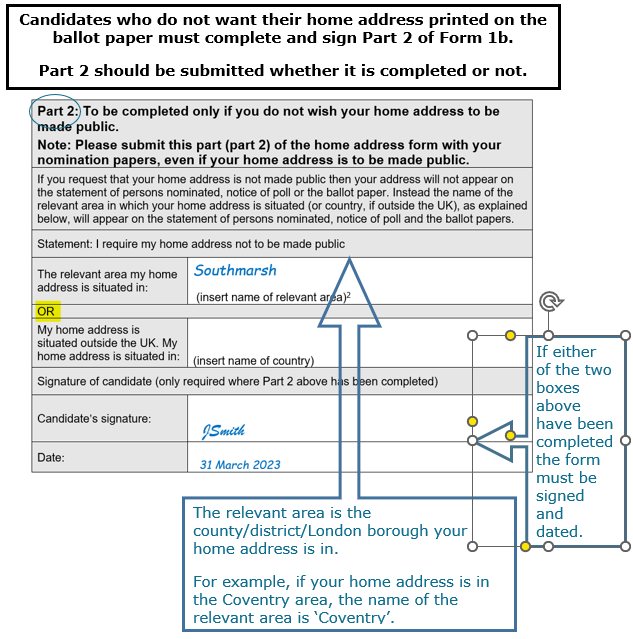 Candidates who do not want their home address printed on the
ballot paper must complete and sign Part 2 of Form 1b.
Part 2 should be submitted whether it is completed or not.
Part 2: To be completed only if you do not wish your home address to be
made public.
Note: Please submit this part (part 2) of the home address form with your
nomination papers, even if your home address is to be made public.
If you request that your home address is not made public then your address will not appear on
the statement of persons nominated, notice of poll or the ballot paper. Instead the name of the
relevant area in which your home address is situated (or country, if outside the UK), as explained
below, will appear on the statement of persons nominated, notice of poll and the ballot papers.
Statement: I require my home address not to be made public
The relevant area my home
address is situated in:
Southmarsh
(insert name of relevant area)²
OR
My home address is
situated outside the UK. My
home address is situated in:
(insert name of country)
Signature of candidate (only required where Part 2 above has been completed)
Candidate's signature:
JSmith
Date:
31 March 2023
If either
of the two
boxes
above
have been
completed
the form
must be
signed
and
dated.
The relevant area is the
county/district/London borough your
home address is in.
For example, if your home address is in
the Coventry area, the name of the
relevant area is ‘Coventry’.